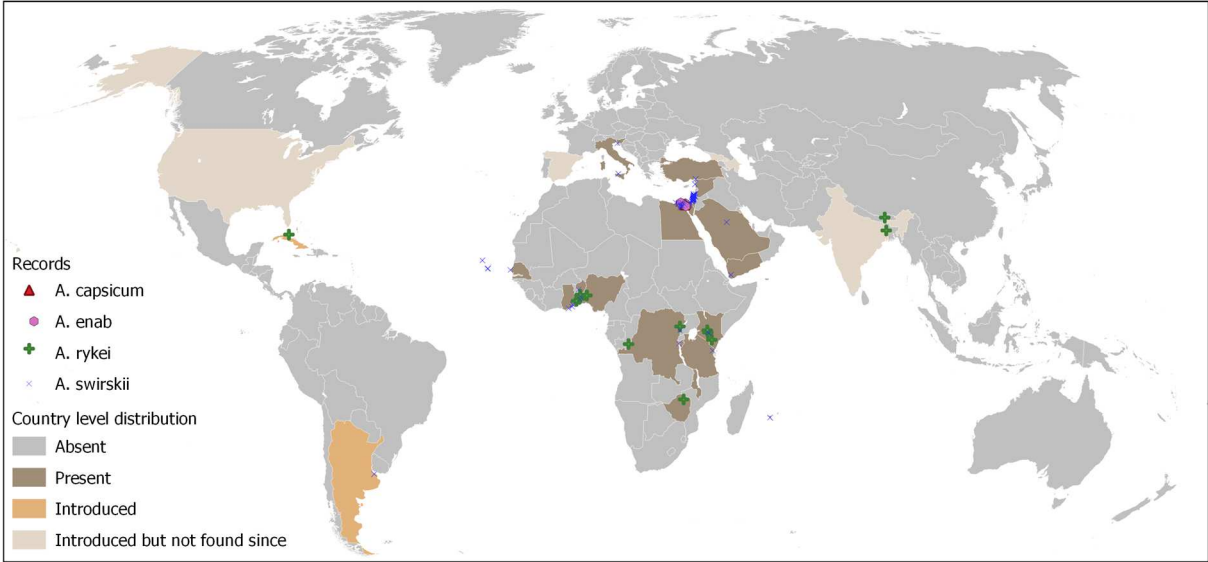 Records
A. capsicum
A. enab
A. rykei
A. swirskii
Country level distribution
Absent
Present
Introduced
Introduced but not found since